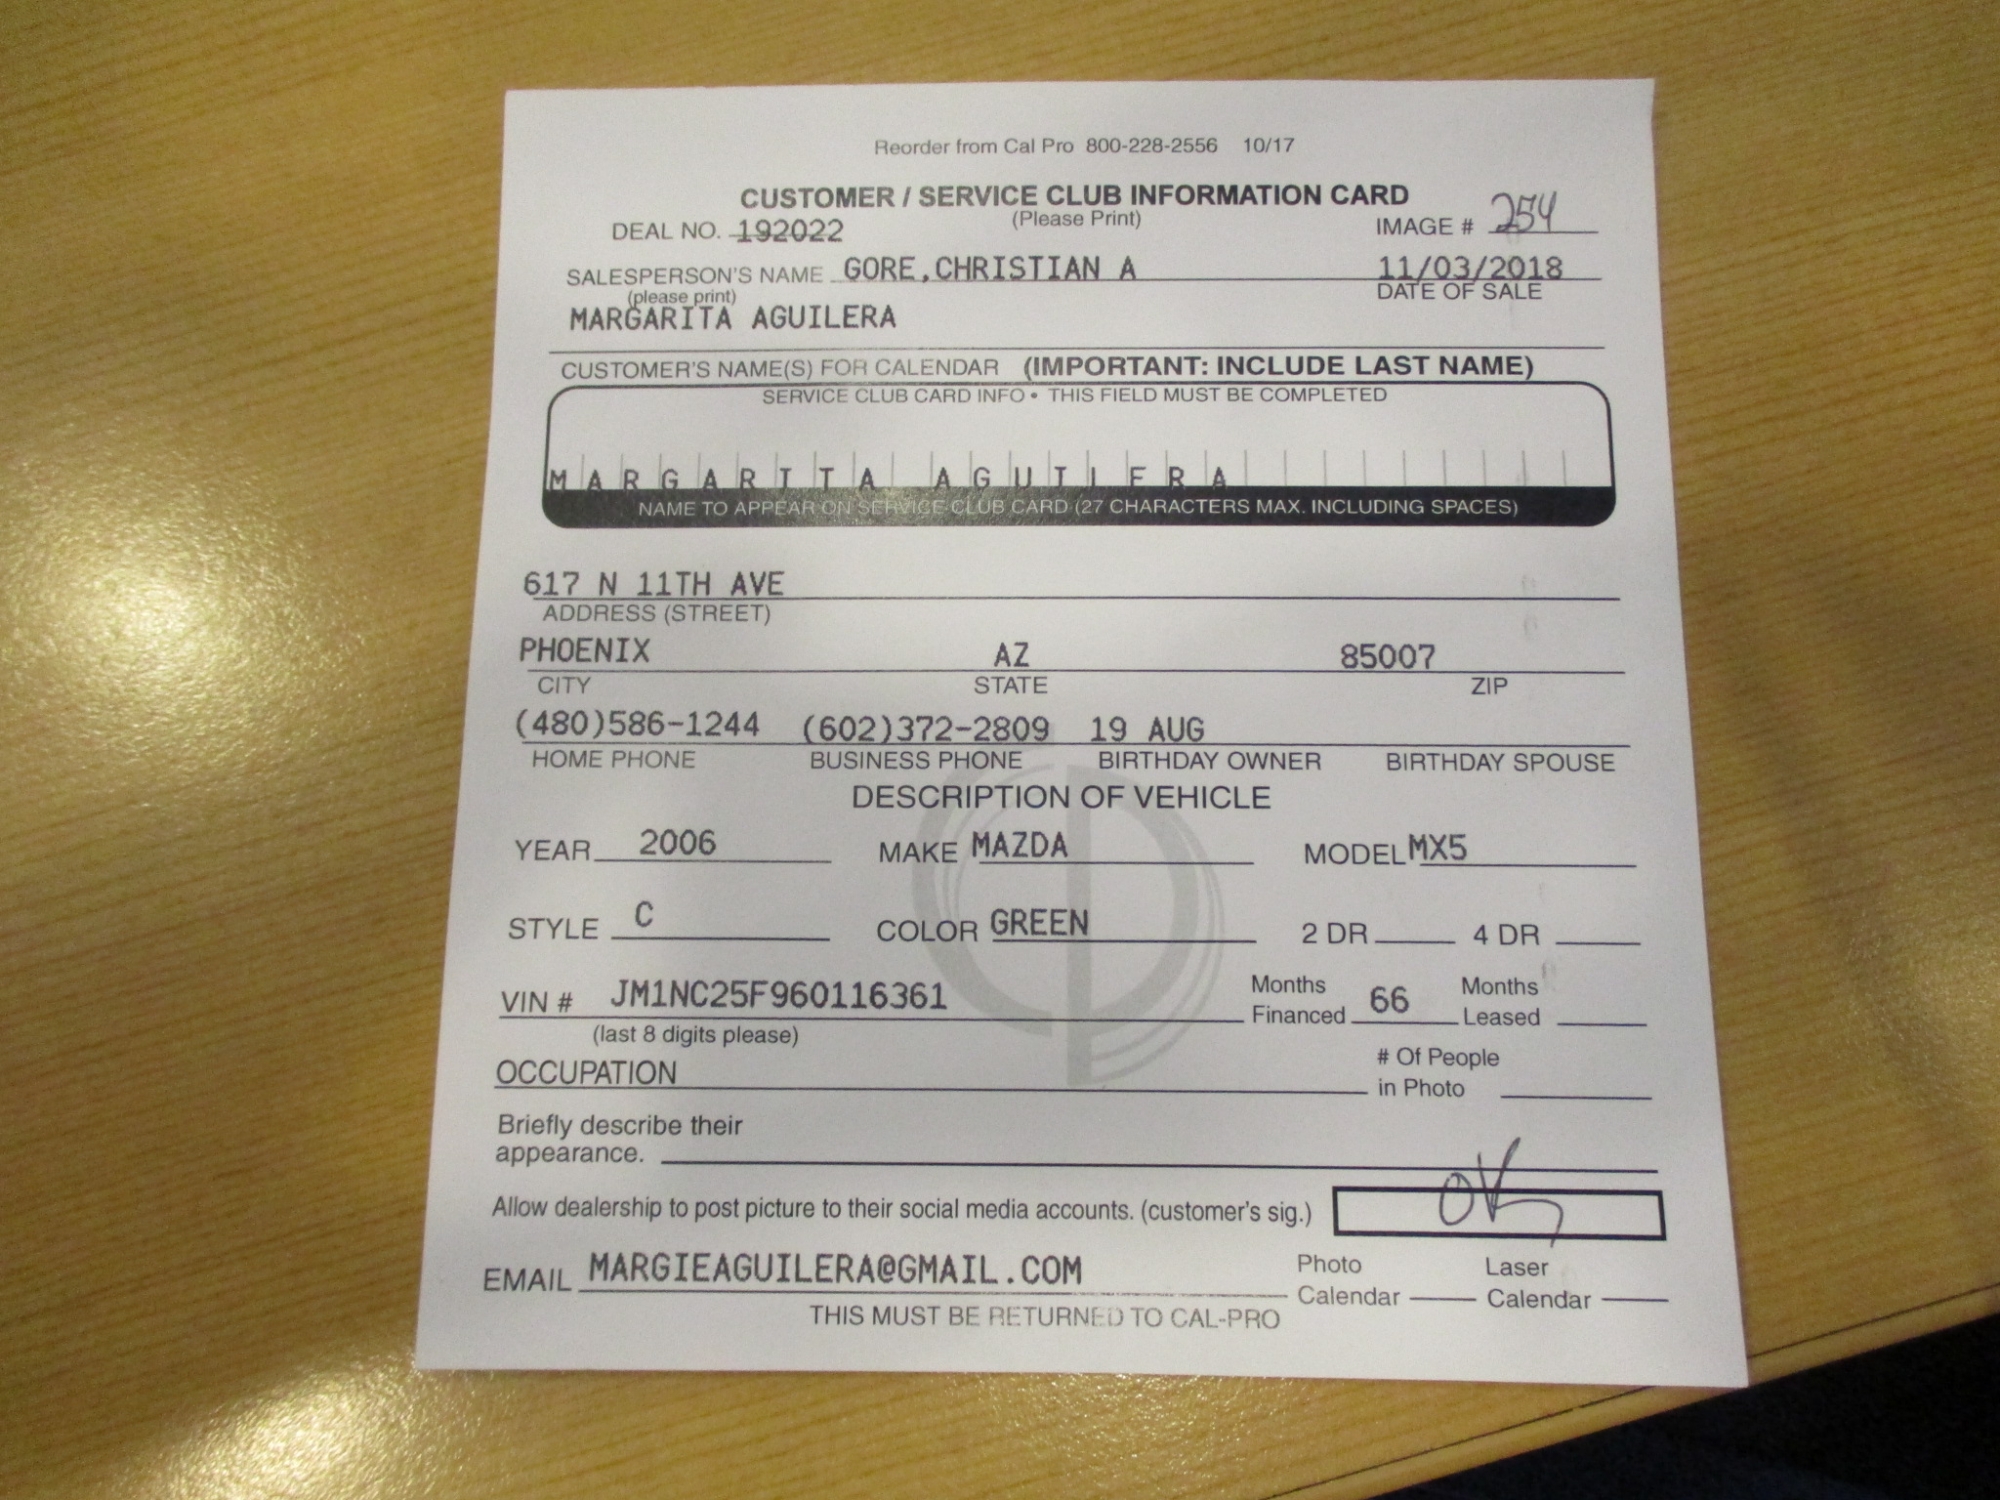 Reorder from Cal Pro 800-228-2556 10/17
CUSTOMER / SERVICE CLUB INFORMATION CARD
(Please Print)
DEAL NO. 192022 IMAGE # 254
SALESPERSON'S NAME GORE,CHRISTIAN A 11/03/2018
(please print) DATE OF SALE
MARGARITA AGUILERA
CUSTOMER'S NAME(S) FOR CALENDAR (IMPORTANT: INCLUDE LAST NAME)
SERVICE CLUB CARD INFO • THIS FIELD MUST BE COMPLETED
MARGARITA AGUILERA
NAME TO APPEAR ON SERVICE CLUB CARD (27 CHARACTERS MAX. INCLUDING SPACES)
617 N 11TH AVE
ADDRESS (STREET)
PHOENIX AZ 85007
CITY STATE ZIP
(480)586-1244 (602)372-2809 19 AUG
HOME PHONE BUSINESS PHONE BIRTHDAY OWNER BIRTHDAY SPOUSE
DESCRIPTION OF VEHICLE
YEAR 2006 MAKE MAZDA MODEL MX5
STYLE C COLOR GREEN 2 DR 4 DR
VIN # JM1NC25F960116361 Months Financed 66 Months Leased
(last 8 digits please)
OCCUPATION # Of People in Photo
Briefly describe their
appearance.
Allow dealership to post picture to their social media accounts. (customer's sig.) OK
EMAIL MARGIEAGUILERA@GMAIL.COM Photo Calendar Laser Calendar
THIS MUST BE RETURNED TO CAL-PRO